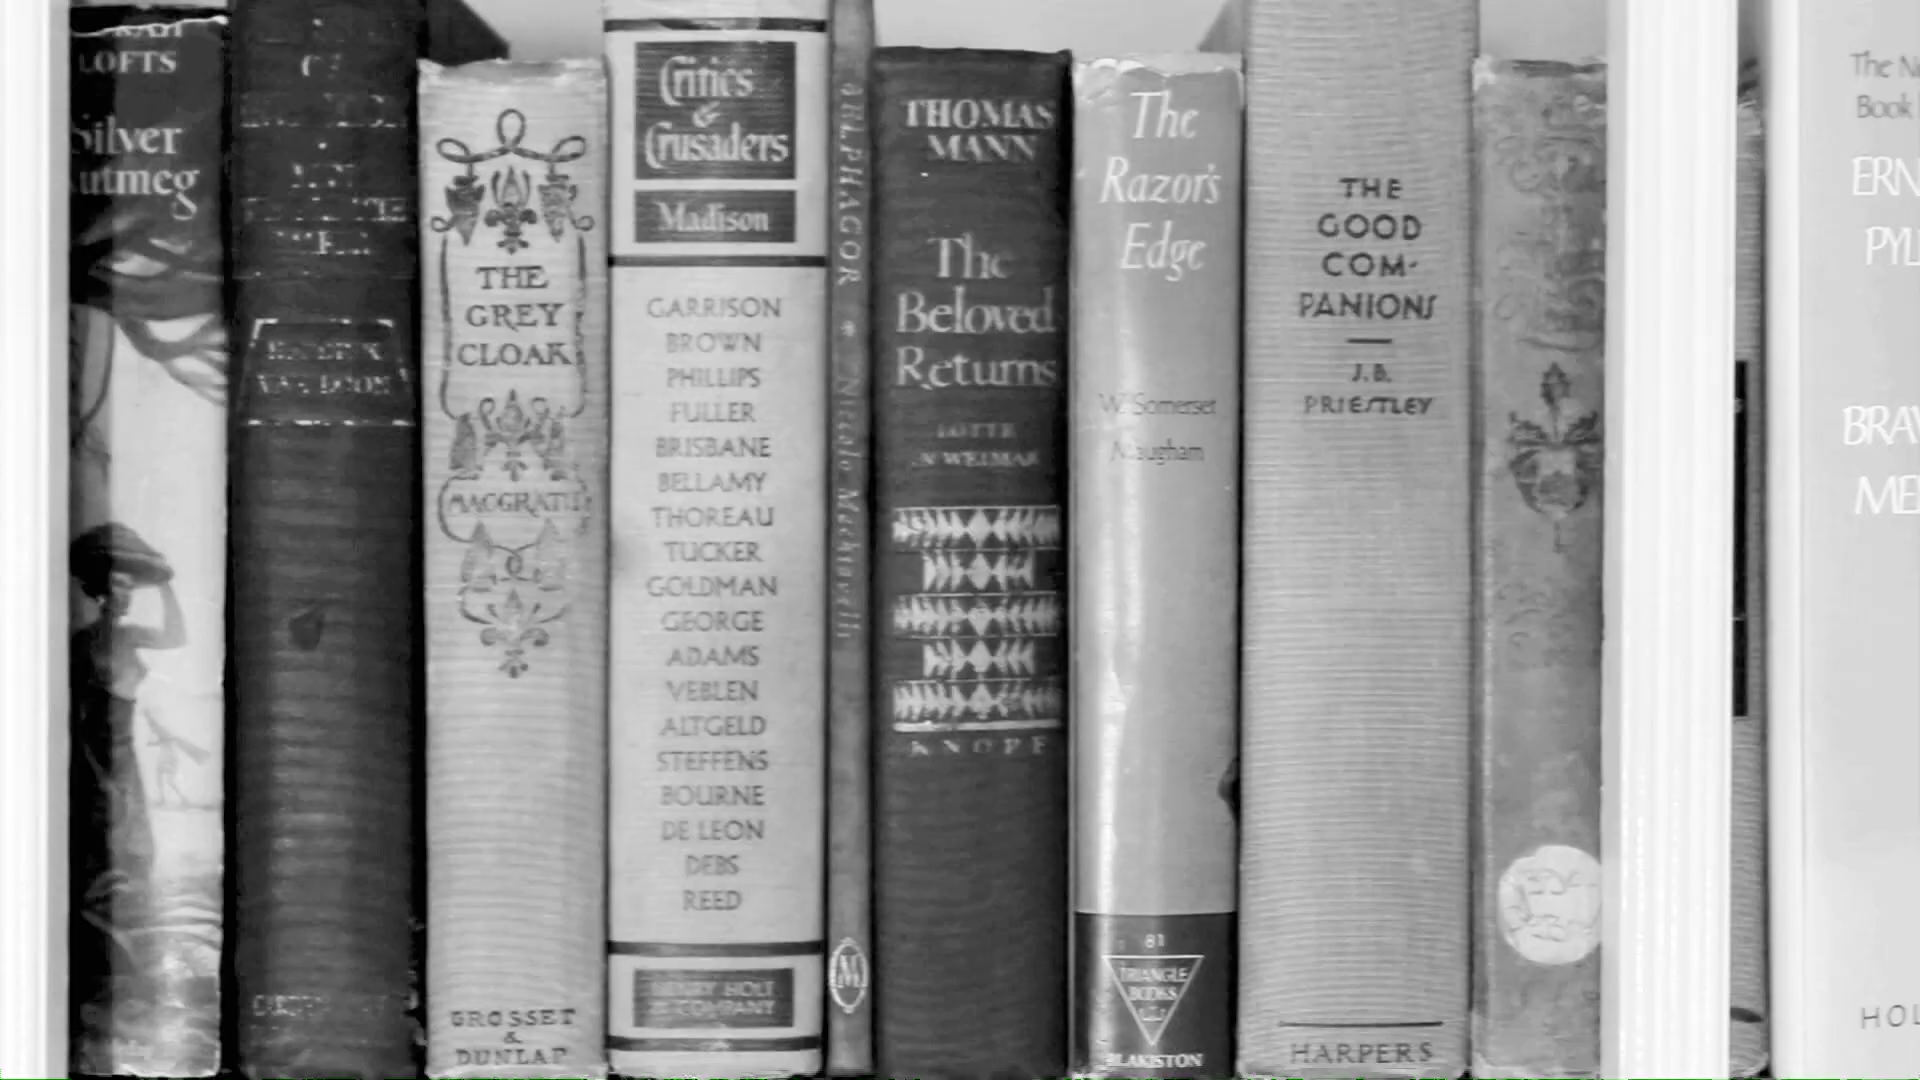 LOFTS
Silver
utmeg
THE
GREY
CLOAK
MACGRATH
GROSSET
&
DUNLAP
Critics
&
Crusaders
Madison
GARRISON
BROWN
PHILLIPS
FULLER
BRISBANE
BELLAMY
THOREAU
TUCKER
GOLDMAN
GEORGE
ADAMS
VEBLEN
ALTGELD
STEFFENS
BOURNE
DE LEON
DEBS
REED
HENRY HOLT
& COMPANY
BELPHAGOR * Niccolo Machiavelli
M
THOMAS
MANN
The
Beloved
Returns
LOTTE
IN WEIMAR
KNOPF
The
Razor's
Edge
W. Somerset
Maugham
81
TRIANGLE
BOOKS
BLAKISTON
THE
GOOD
COM-
PANIONS
J.B.
PRIESTLEY
HARPERS
The N
Book
ERN
PYL
BRAV
ME
HOL